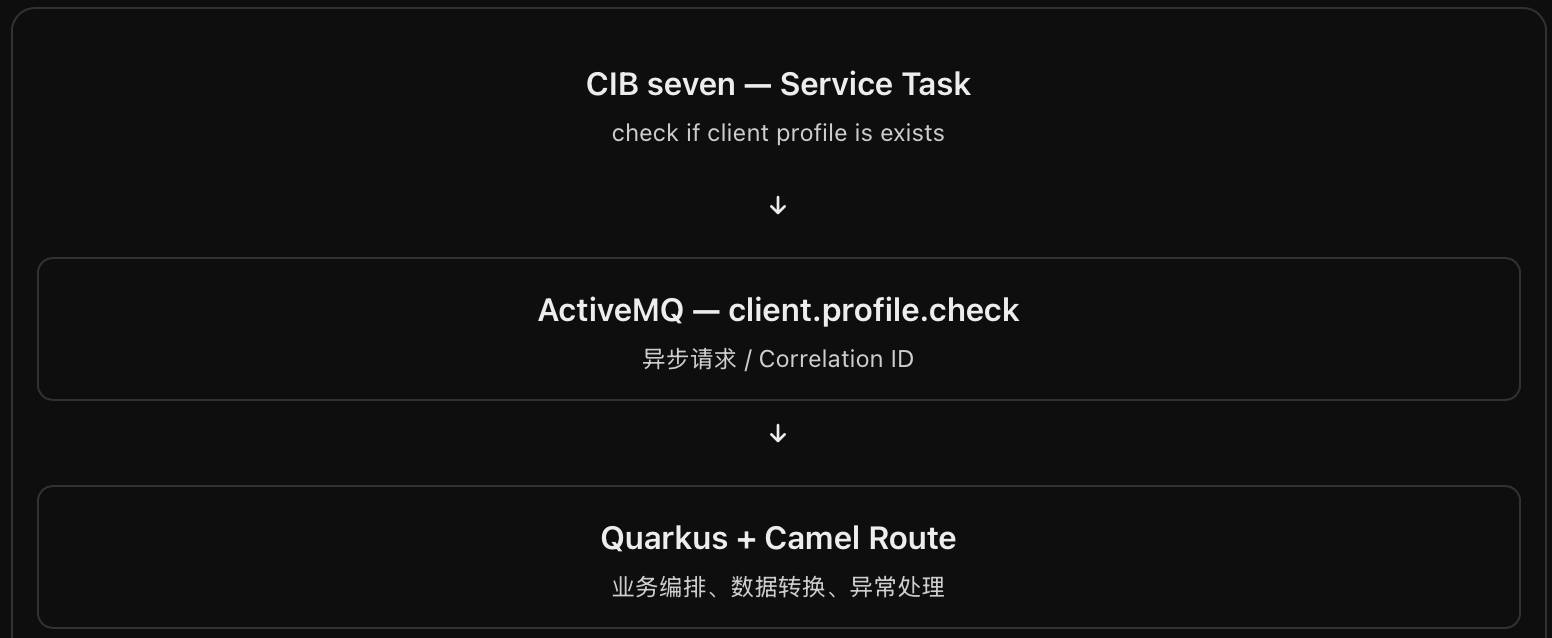 CIB seven — Service Task
check if client profile is exists
↓
ActiveMQ — client.profile.check
异步请求 / Correlation ID
↓
Quarkus + Camel Route
业务编排、数据转换、异常处理